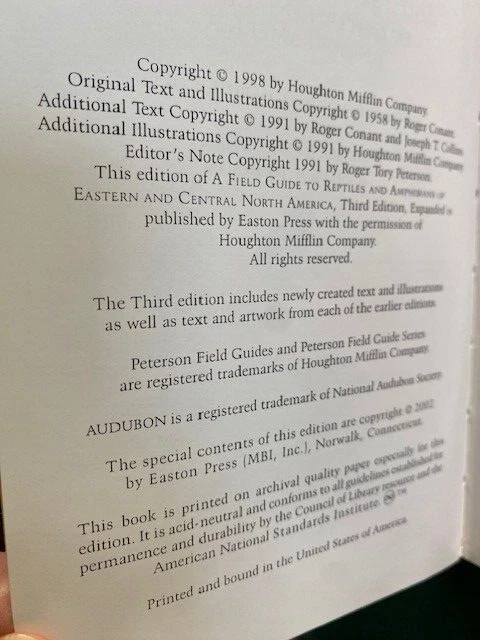 Copyright © 1998 by Houghton Mifflin Company.
Original Text and Illustrations Copyright © 1958 by Roger Conant.
Additional Text Copyright © 1991 by Roger Conant and Joseph T. Collins
Additional Illustrations Copyright © 1991 by Houghton Mifflin Company
Editor's Note Copyright 1991 by Roger Tory Peterson.
This edition of A FIELD GUIDE TO REPTILES AND AMPHIBIANS OF
EASTERN AND CENTRAL NORTH AMERICA, Third Edition, Expanded is
published by Easton Press with the permission of
Houghton Mifflin Company.
All rights reserved.
The Third edition includes newly created text and illustrations
as well as text and artwork from each of the earlier editions.
Peterson Field Guides and Peterson Field Guide Series
are registered trademarks of Houghton Mifflin Company.
AUDUBON is a registered trademark of National Audubon Society.
The special contents of this edition are copyright © 2002
by Easton Press (MBI, Inc.), Norwalk, Connecticut.
This book is printed on archival quality paper especially for this
edition. It is acid-neutral and conforms to all guidelines established for
permanence and durability by the Council of Library resource and the
American National Standards Institute. ∞™
Printed and bound in the United States of America.